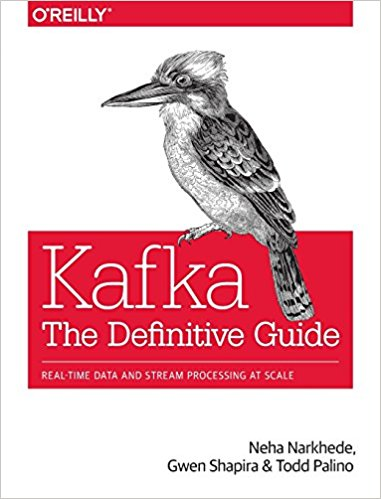 O'REILLY®
Kafka
The Definitive Guide
REAL-TIME DATA AND STREAM PROCESSING AT SCALE
Neha Narkhede,
Gwen Shapira & Todd Palino